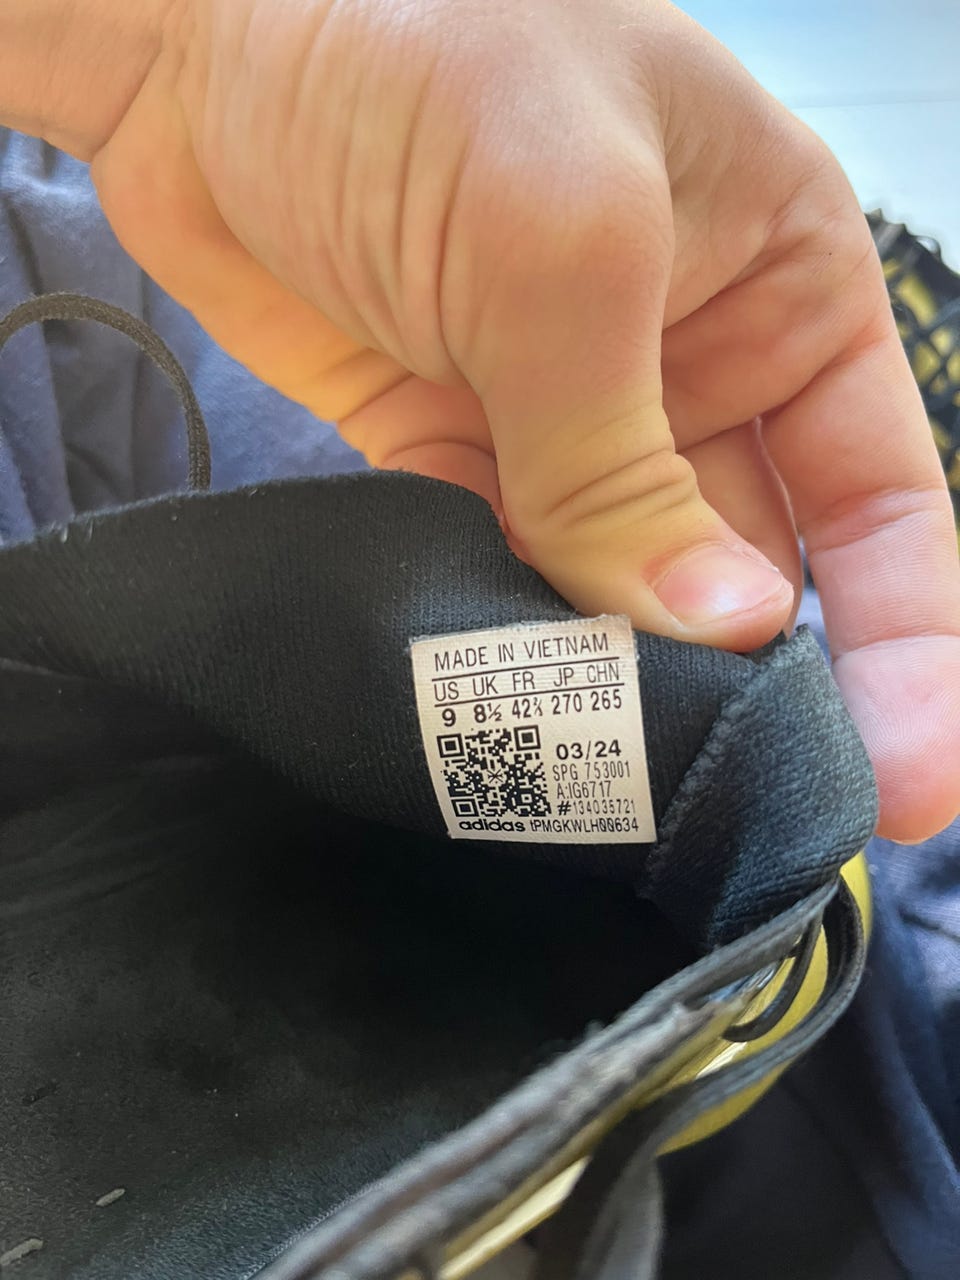 MADE IN VIETNAM
US UK FR JP CHN
9 8½ 42⅔ 270 265
03/24
SPG 753001
A:IG6717
#134035721
adidas tPMGKWLH00634